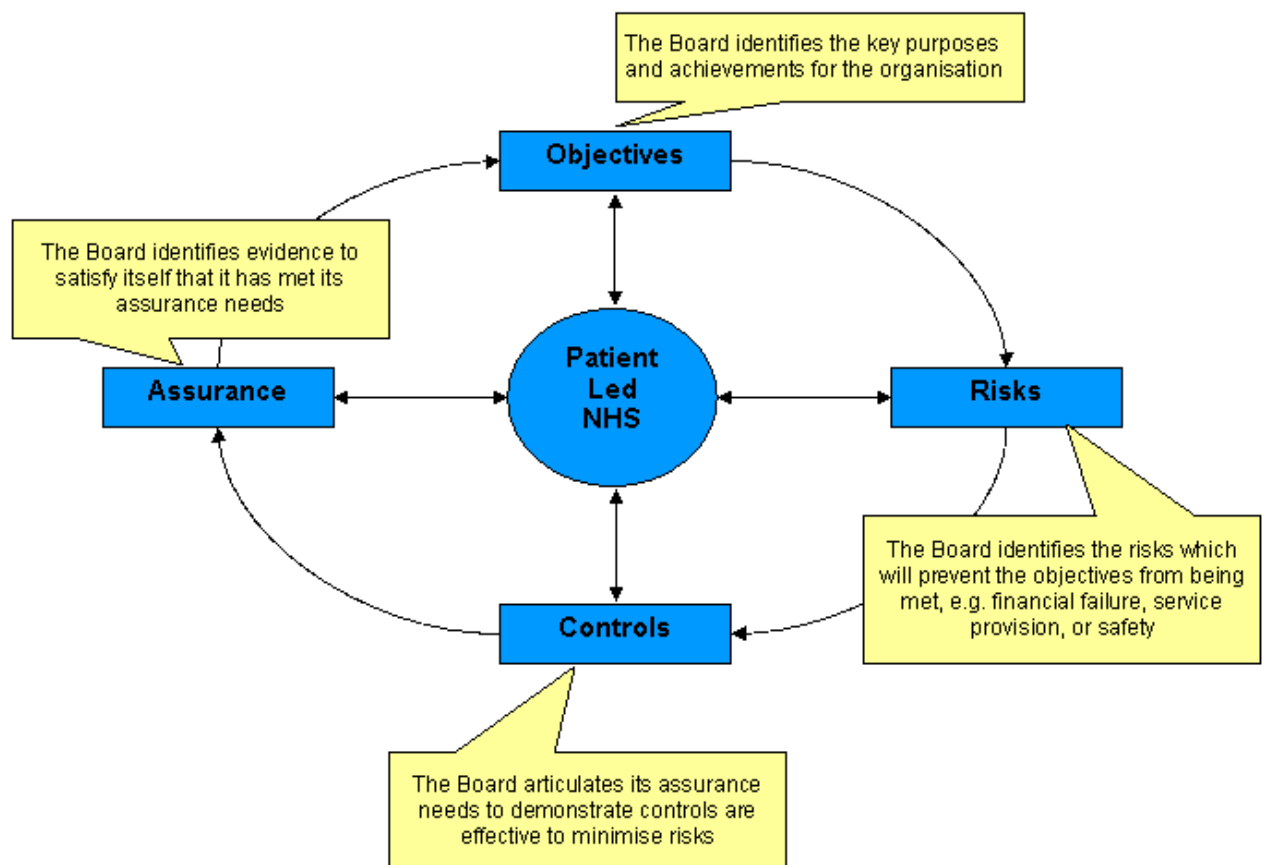 The Board identifies the key purposes
and achievements for the organisation
Objectives
The Board identifies evidence to
satisfy itself that it has met its
assurance needs
Assurance
Patient
Led
NHS
Risks
The Board identifies the risks which
will prevent the objectives from being
met, e.g. financial failure, service
provision, or safety
Controls
The Board articulates its assurance
needs to demonstrate controls are
effective to minimise risks